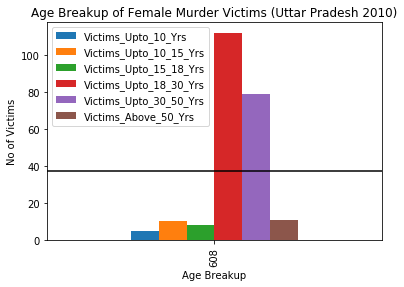 Age Breakup of Female Murder Victims (Uttar Pradesh 2010)
Victims_Upto_10_Yrs
Victims_Upto_10_15_Yrs
Victims_Upto_15_18_Yrs
Victims_Upto_18_30_Yrs
Victims_Upto_30_50_Yrs
Victims_Above_50_Yrs
No of Victims
100
80
60
40
20
0
608
Age Breakup